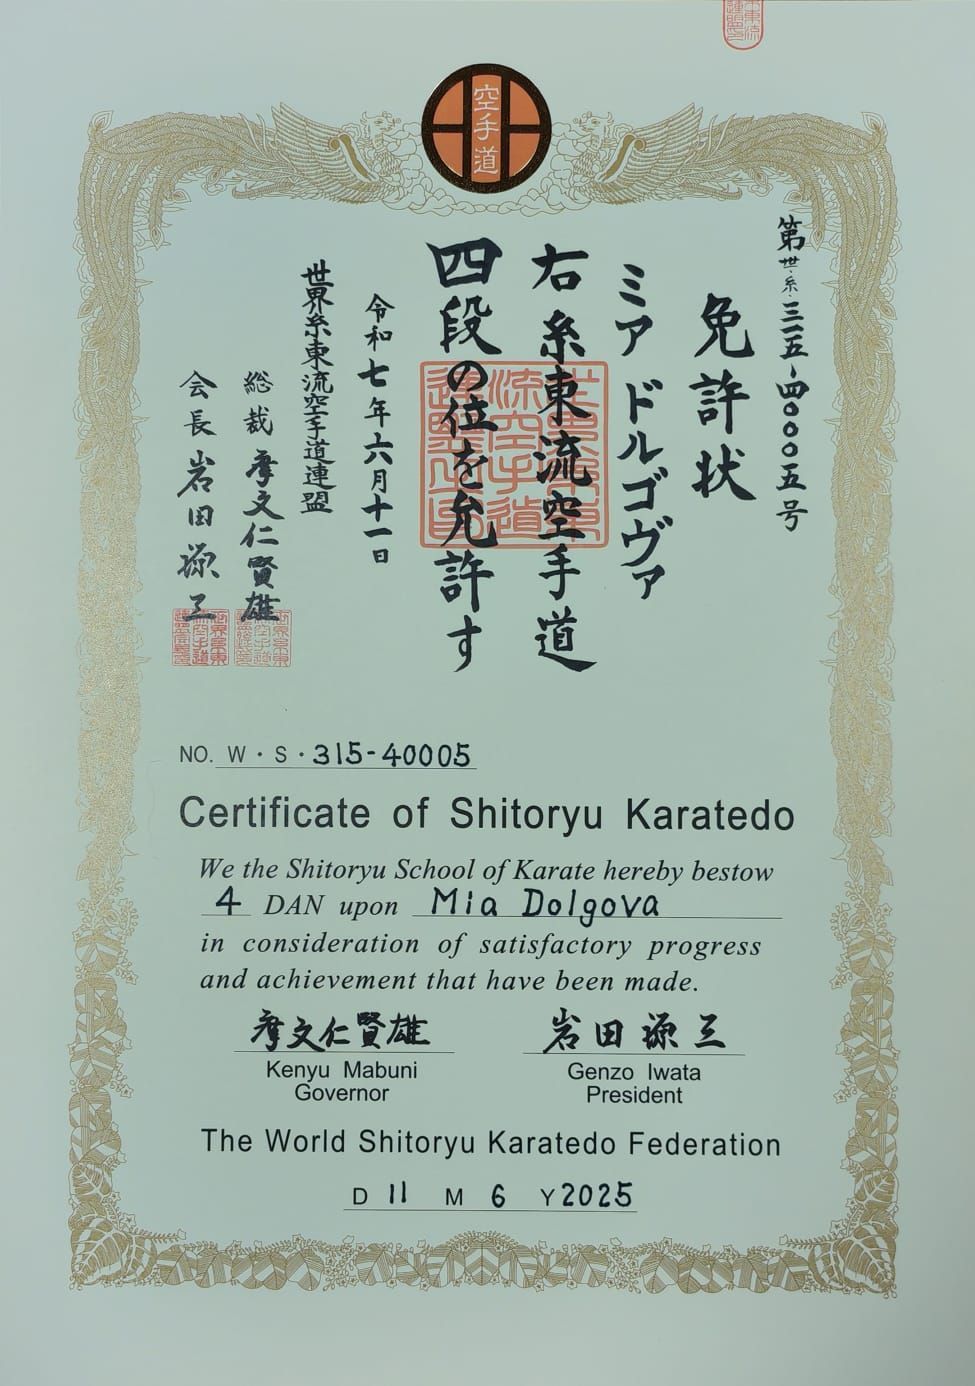 空手道
第世・糸・三一五-四〇〇〇五号
免許状
ミア ドルゴヴァ
右糸東流空手道
四段の位を允許す
令和七年六月十一日
世界糸東流空手道連盟
総裁 摩文仁賢雄
会長 岩田源三
NO. W・S・315-40005
Certificate of Shitoryu Karatedo
We the Shitoryu School of Karate hereby bestow
4 DAN upon Mia Dolgova
in consideration of satisfactory progress
and achievement that have been made.
摩文仁賢雄 岩田源三
Kenyu Mabuni Genzo Iwata
Governor President
The World Shitoryu Karatedo Federation
D 11 M 6 Y 2025